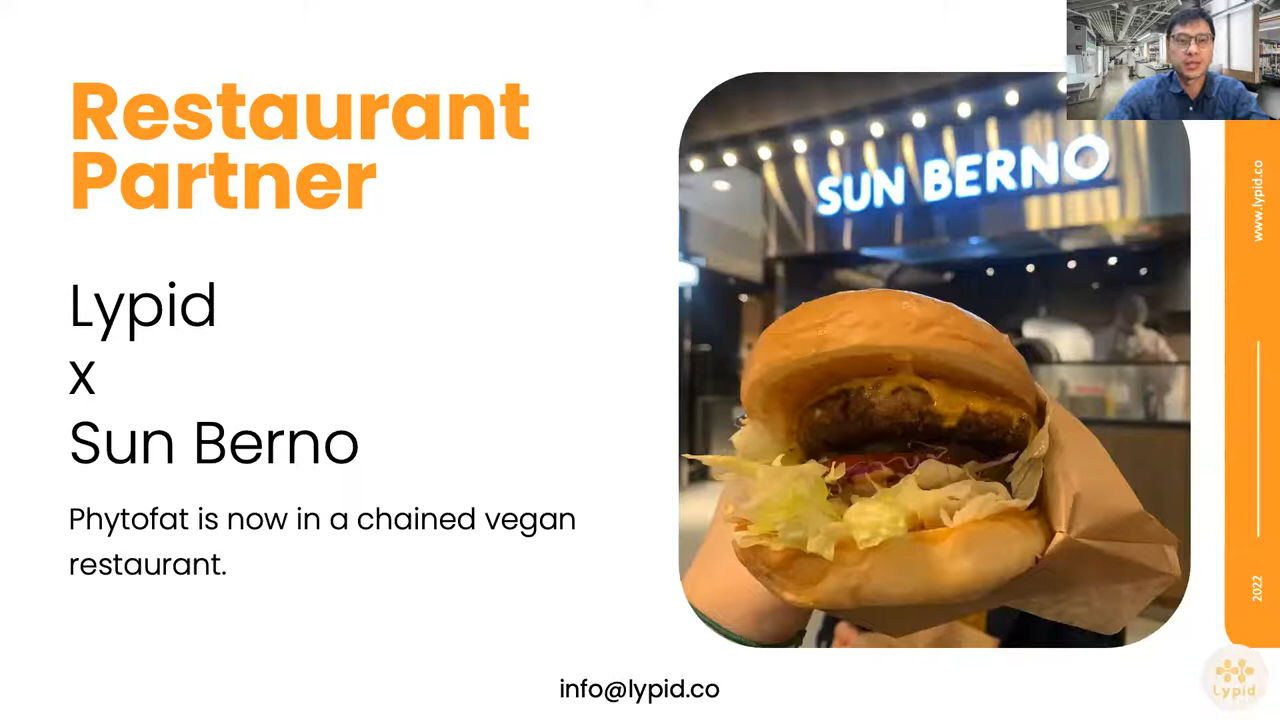 Restaurant
Partner
Lypid
x
Sun Berno
Phytofat is now in a chained vegan
restaurant.
SUN BERNO
www.lypid.co
2022
info@lypid.co
Lypid